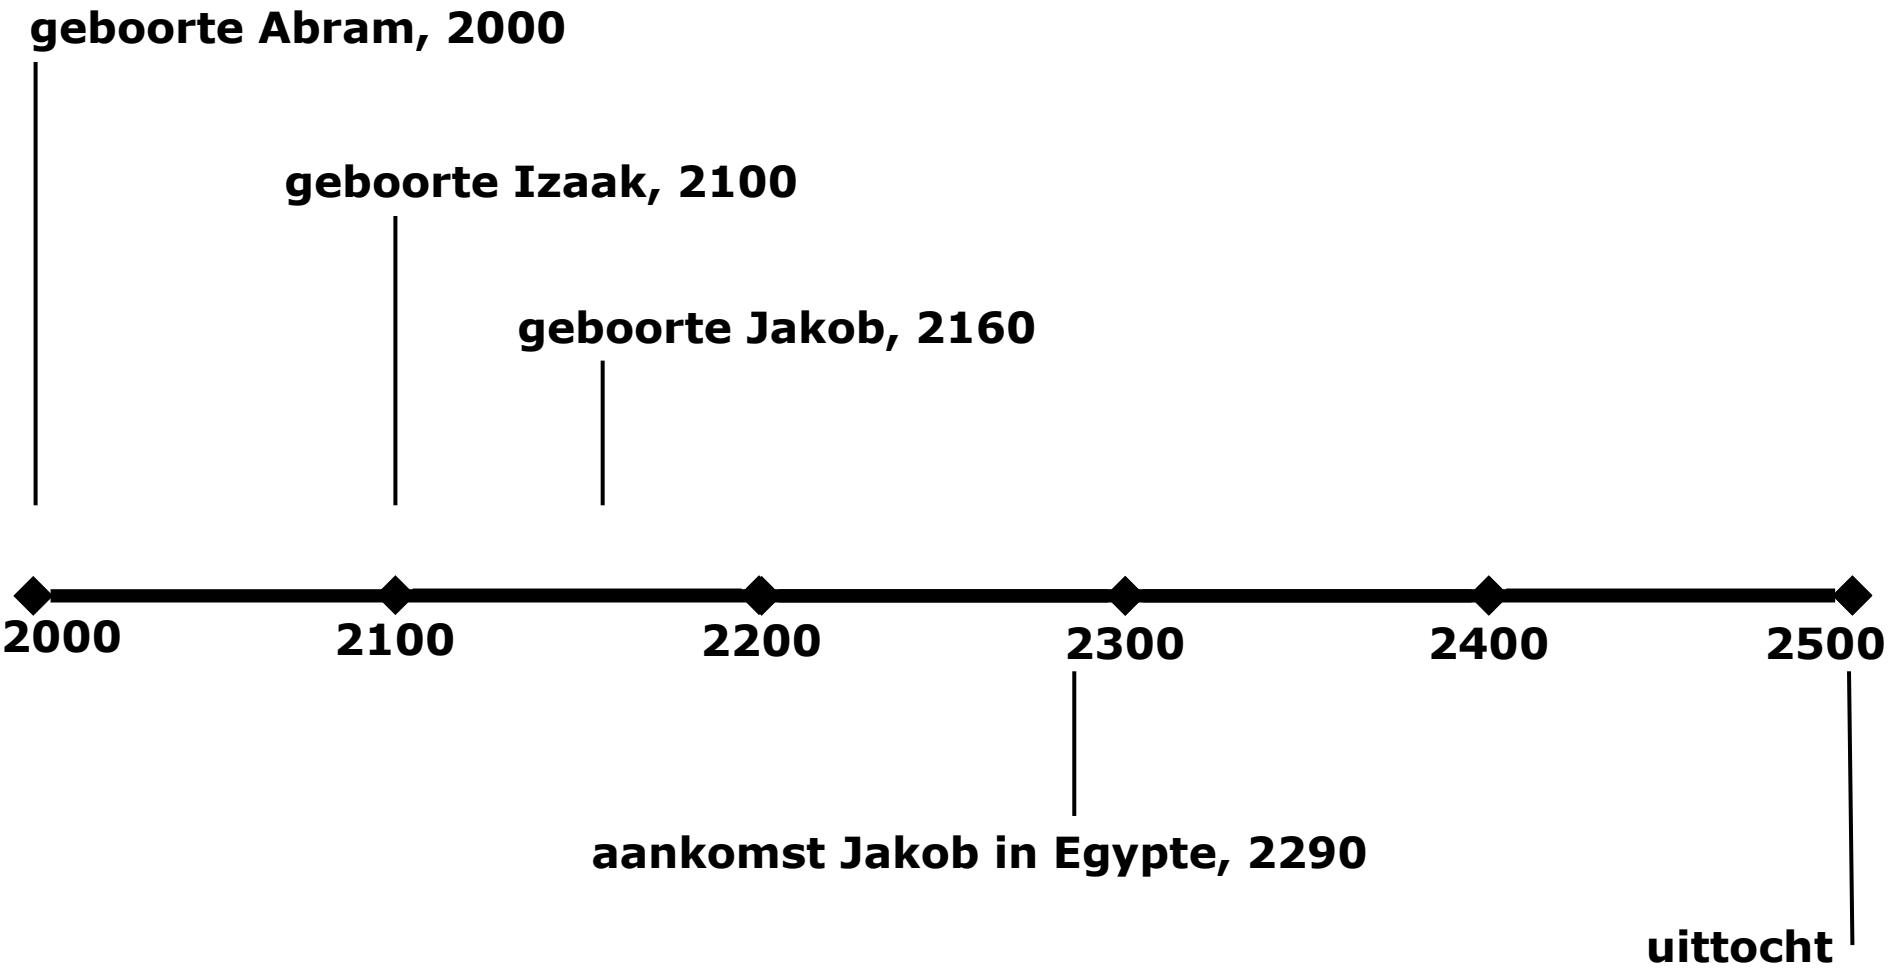 geboorte Abram, 2000
geboorte Izaak, 2100
geboorte Jakob, 2160
2000
2100
2200
2300
2400
2500
aankomst Jakob in Egypte, 2290
uittocht